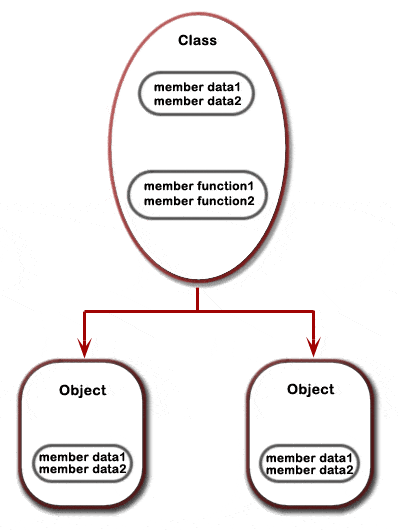 Class
member data1
member data2
member function1
member function2
Object
member data1
member data2
Object
member data1
member data2